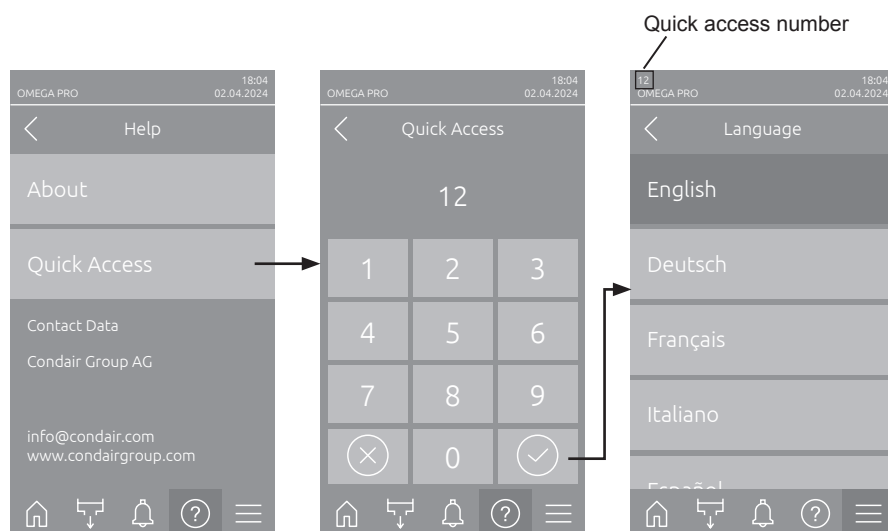 Quick access number
18:04
OMEGA PRO 02.04.2024
Help
About
Quick Access
Contact Data
Condair Group AG
info@condair.com
www.condairgroup.com
?
18:04
OMEGA PRO 02.04.2024
Quick Access
12
1 2 3
4 5 6
7 8 9
0
?
12 18:04
OMEGA PRO 02.04.2024
Language
English
Deutsch
Français
Italiano
Español
?